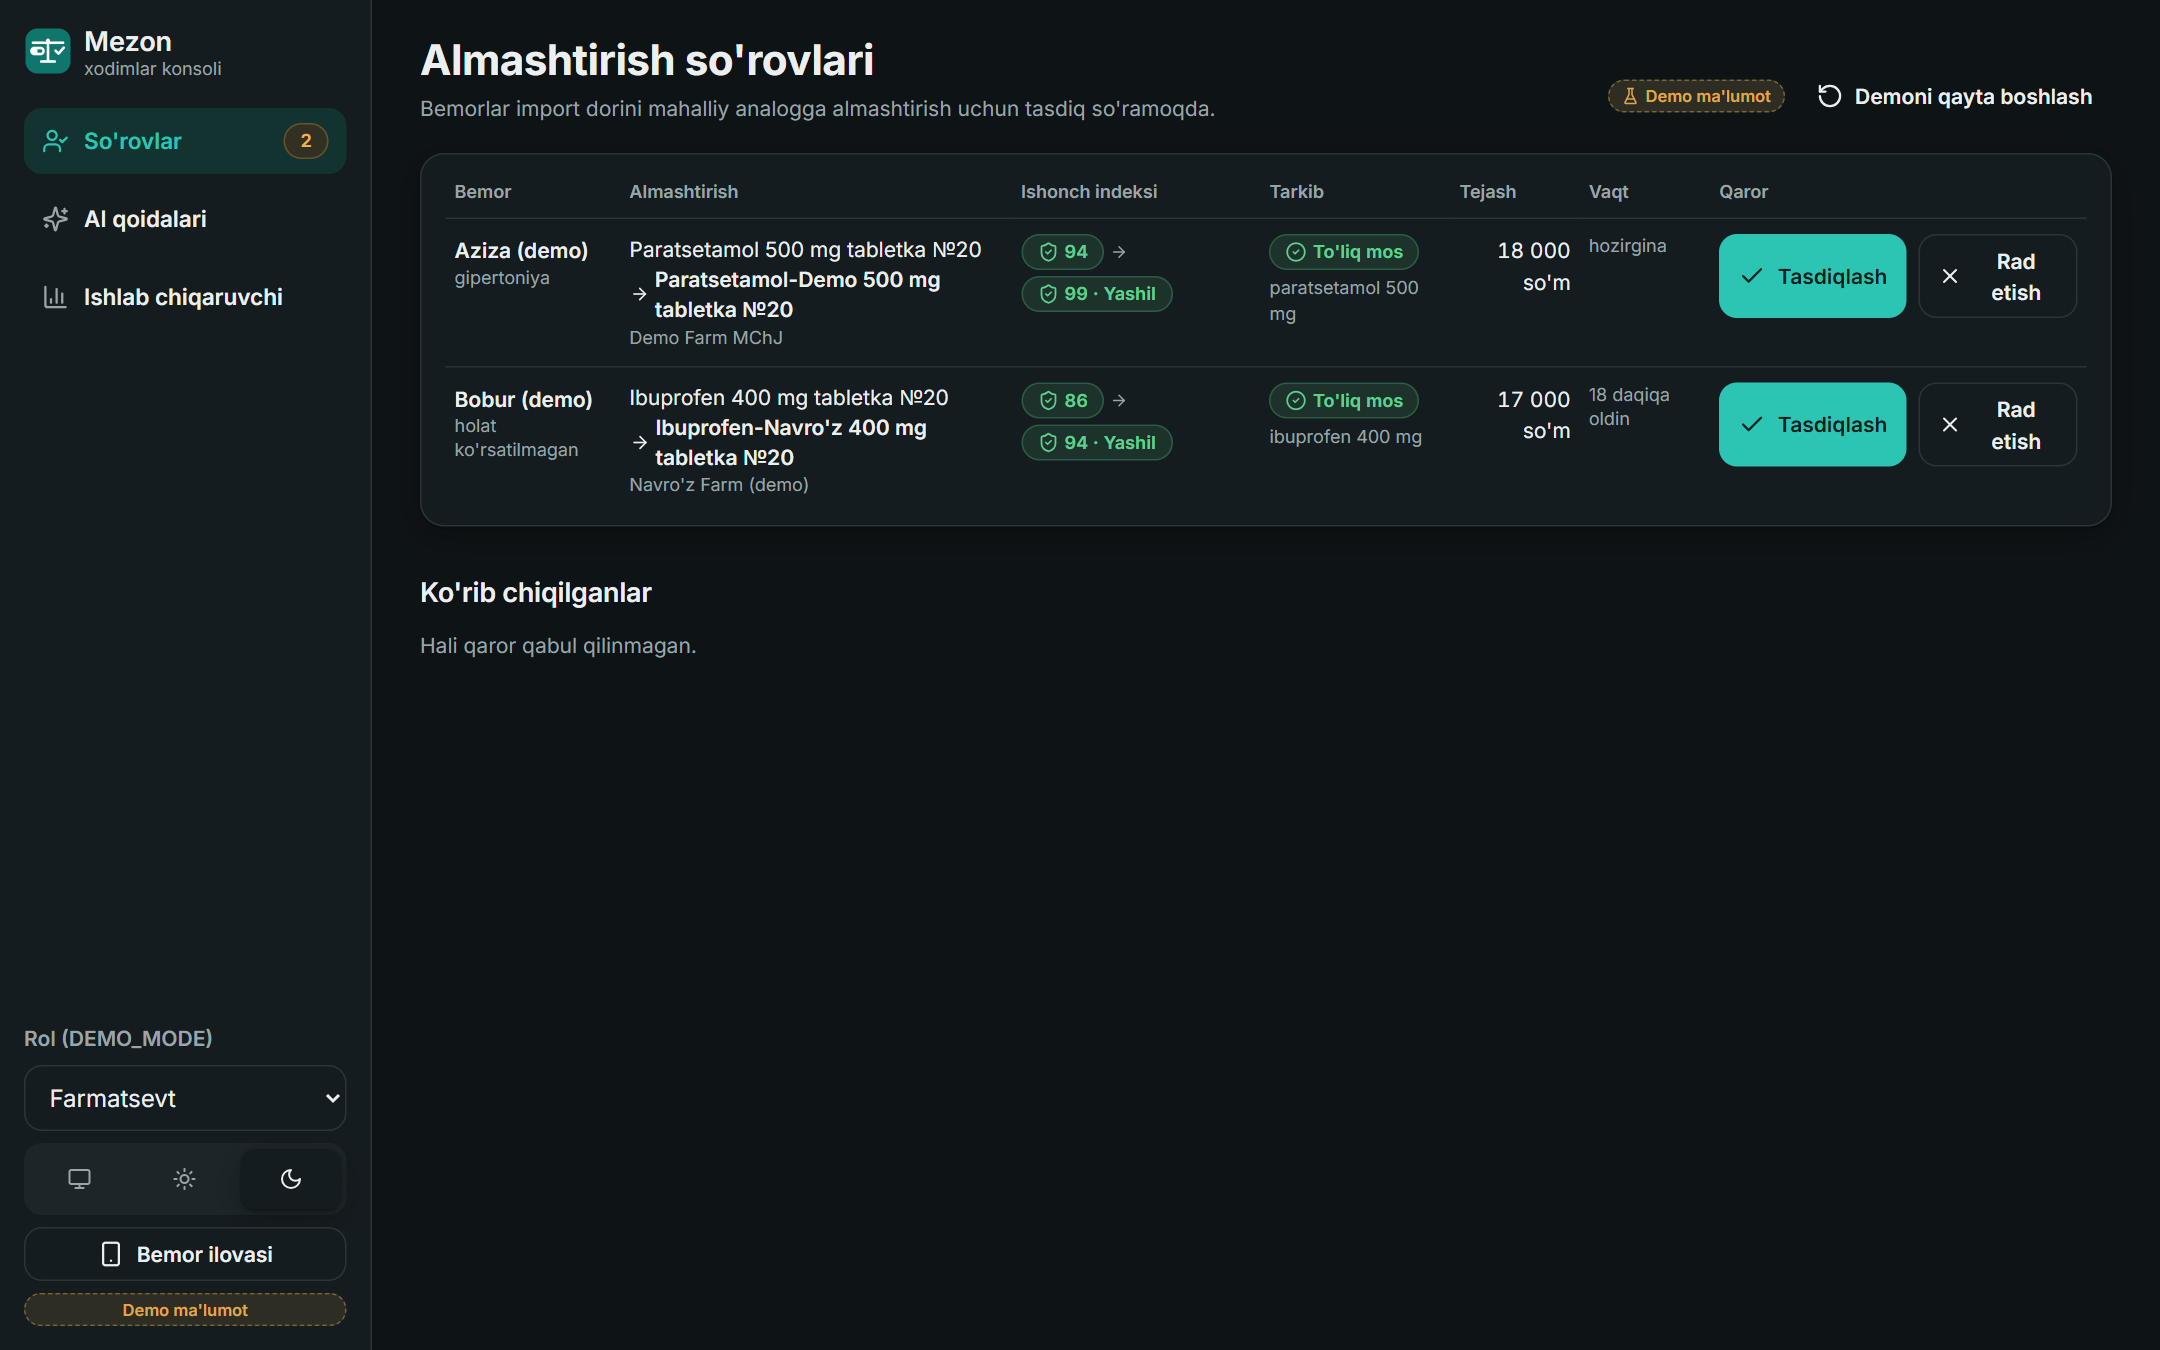 Mezon
xodimlar konsoli
So'rovlar 2
AI qoidalari
Ishlab chiqaruvchi
Rol (DEMO_MODE)
Farmatsevt
Bemor ilovasi
Demo ma'lumot
Almashtirish so'rovlari
Bemorlar import dorini mahalliy analogga almashtirish uchun tasdiq so'ramoqda.
Demo ma'lumot
Demoni qayta boshlash
Bemor Almashtirish Ishonch indeksi Tarkib Tejash Vaqt Qaror
Aziza (demo)
gipertoniya
Paratsetamol 500 mg tabletka №20
→ Paratsetamol-Demo 500 mg
tabletka №20
Demo Farm MChJ
94 →
99 · Yashil
To'liq mos
paratsetamol 500
mg
18 000
so'm
hozirgina
Tasdiqlash
Rad
etish
Bobur (demo)
holat
ko'rsatilmagan
Ibuprofen 400 mg tabletka №20
→ Ibuprofen-Navro'z 400 mg
tabletka №20
Navro'z Farm (demo)
86 →
94 · Yashil
To'liq mos
ibuprofen 400 mg
17 000
so'm
18 daqiqa
oldin
Tasdiqlash
Rad
etish
Ko'rib chiqilganlar
Hali qaror qabul qilinmagan.